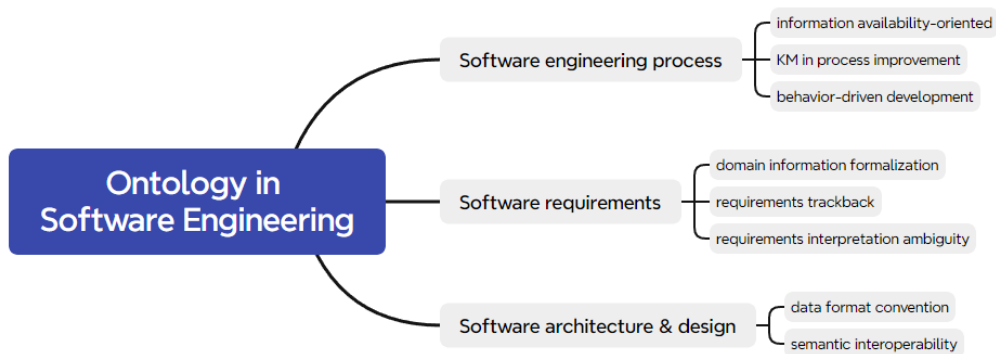 Ontology in
Software Engineering
Software engineering process
information availability-oriented
KM in process improvement
behavior-driven development
Software requirements
domain information formalization
requirements trackback
requirements interpretation ambiguity
Software architecture & design
data format convention
semantic interoperability